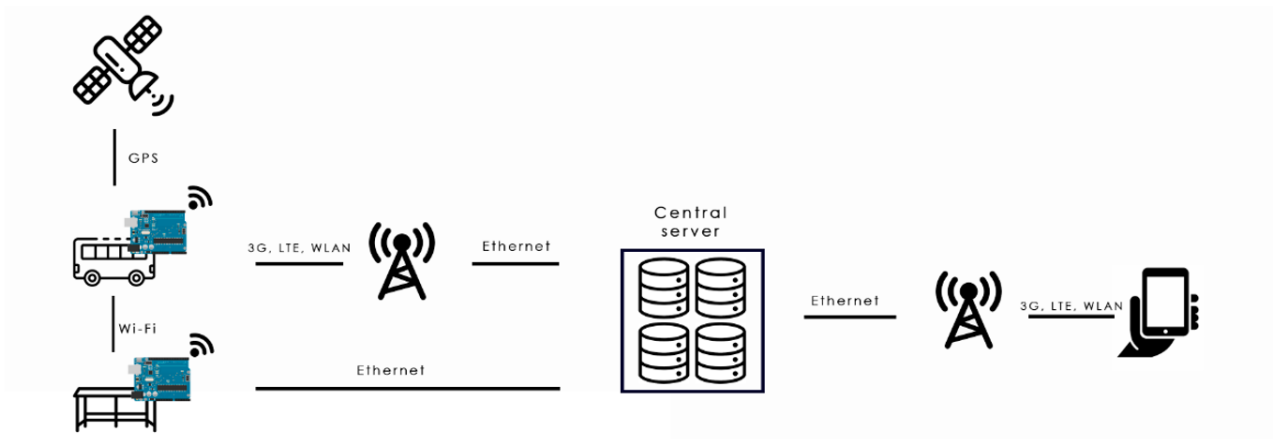 GPS
3G, LTE, WLAN
Ethernet
Central
server
Ethernet
3G, LTE, WLAN
Wi-Fi
Ethernet